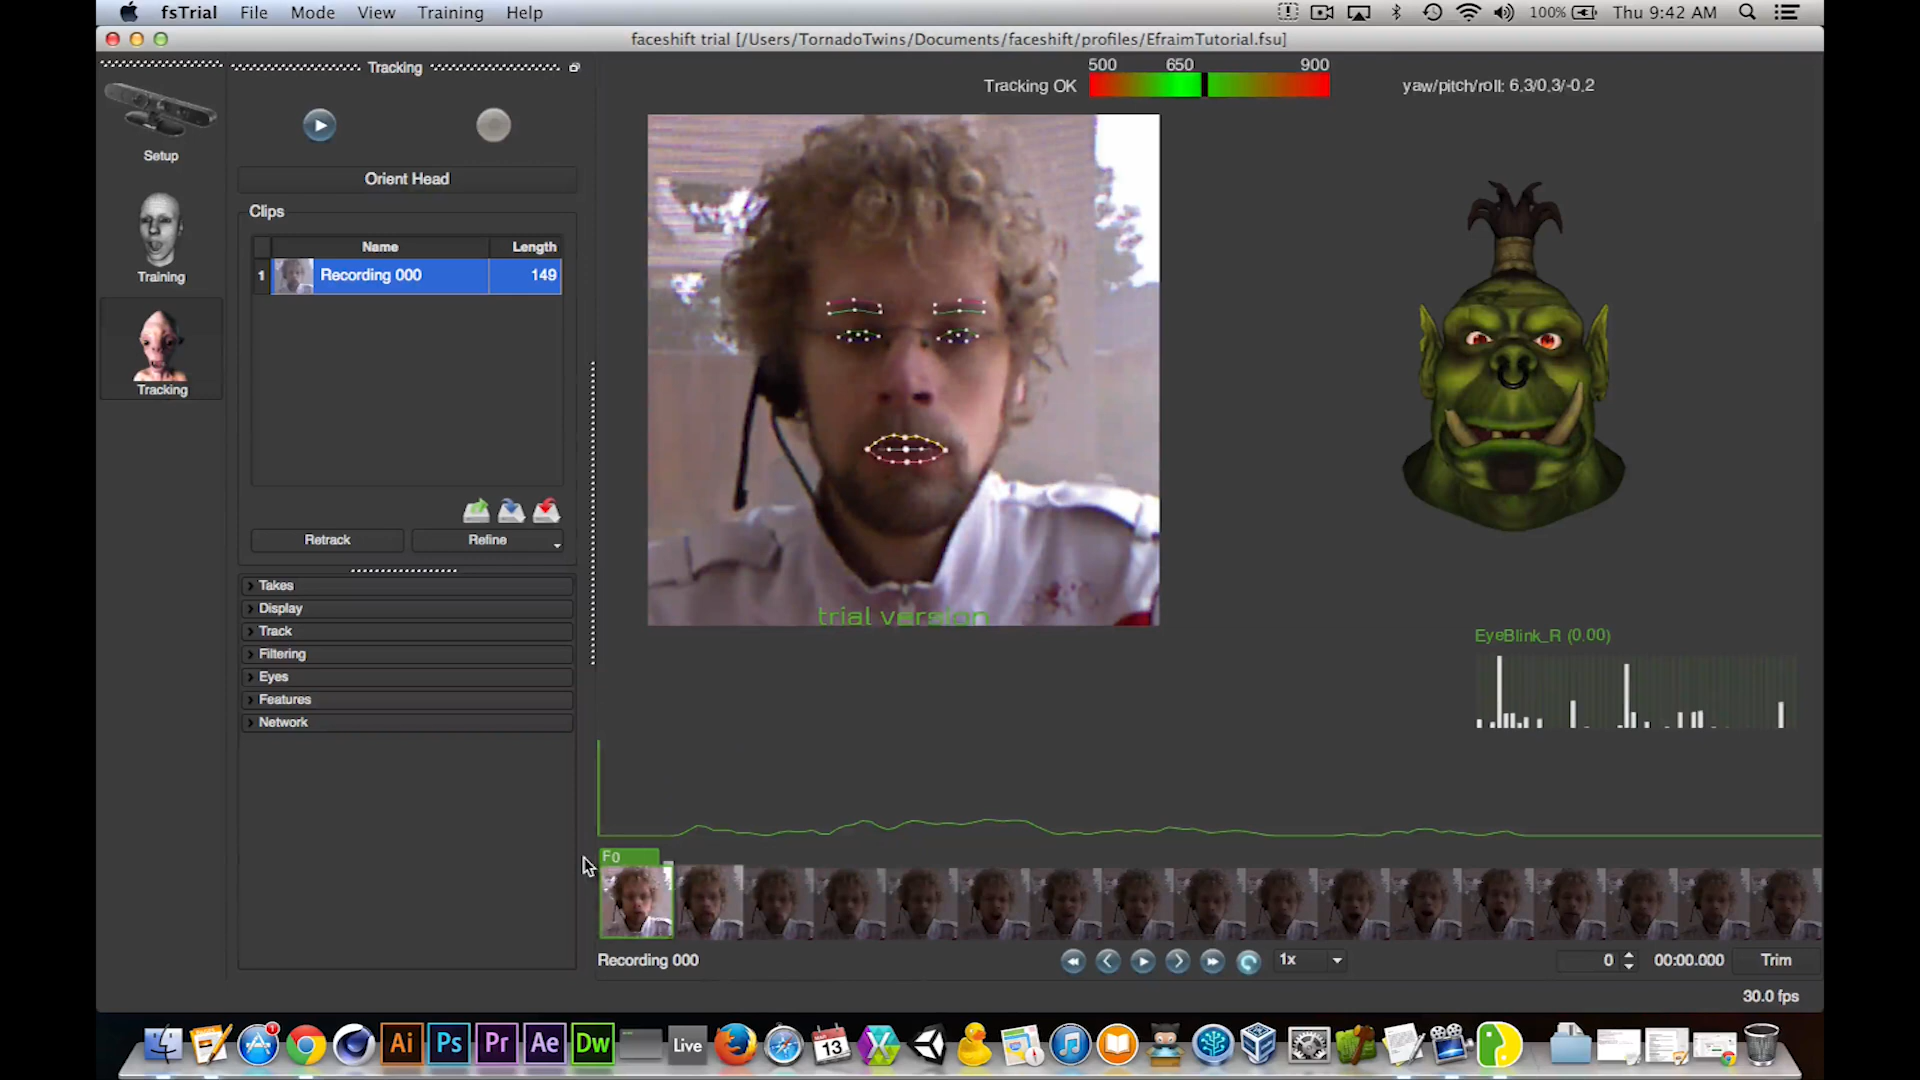 fsTrial File Mode View Training Help
100% Thu 9:42 AM
faceshift trial [/Users/TornadoTwins/Documents/faceshift/profiles/EfraimTutorial.fsu]
Tracking
500 650 900
Tracking OK
yaw/pitch/roll: 6.3/0.3/-0.2
Setup
Orient Head
Clips
Name Length
1 Recording 000 149
Training
Tracking
Retrack Refine
Takes
Display
Track
Filtering
Eyes
Features
Network
trial version
EyeBlink_R (0.00)
F0
Recording 000
1x
0
00:00.000
Trim
30.0 fps
1
Ai
Ps
Pr
Ae
Dw
Live
13